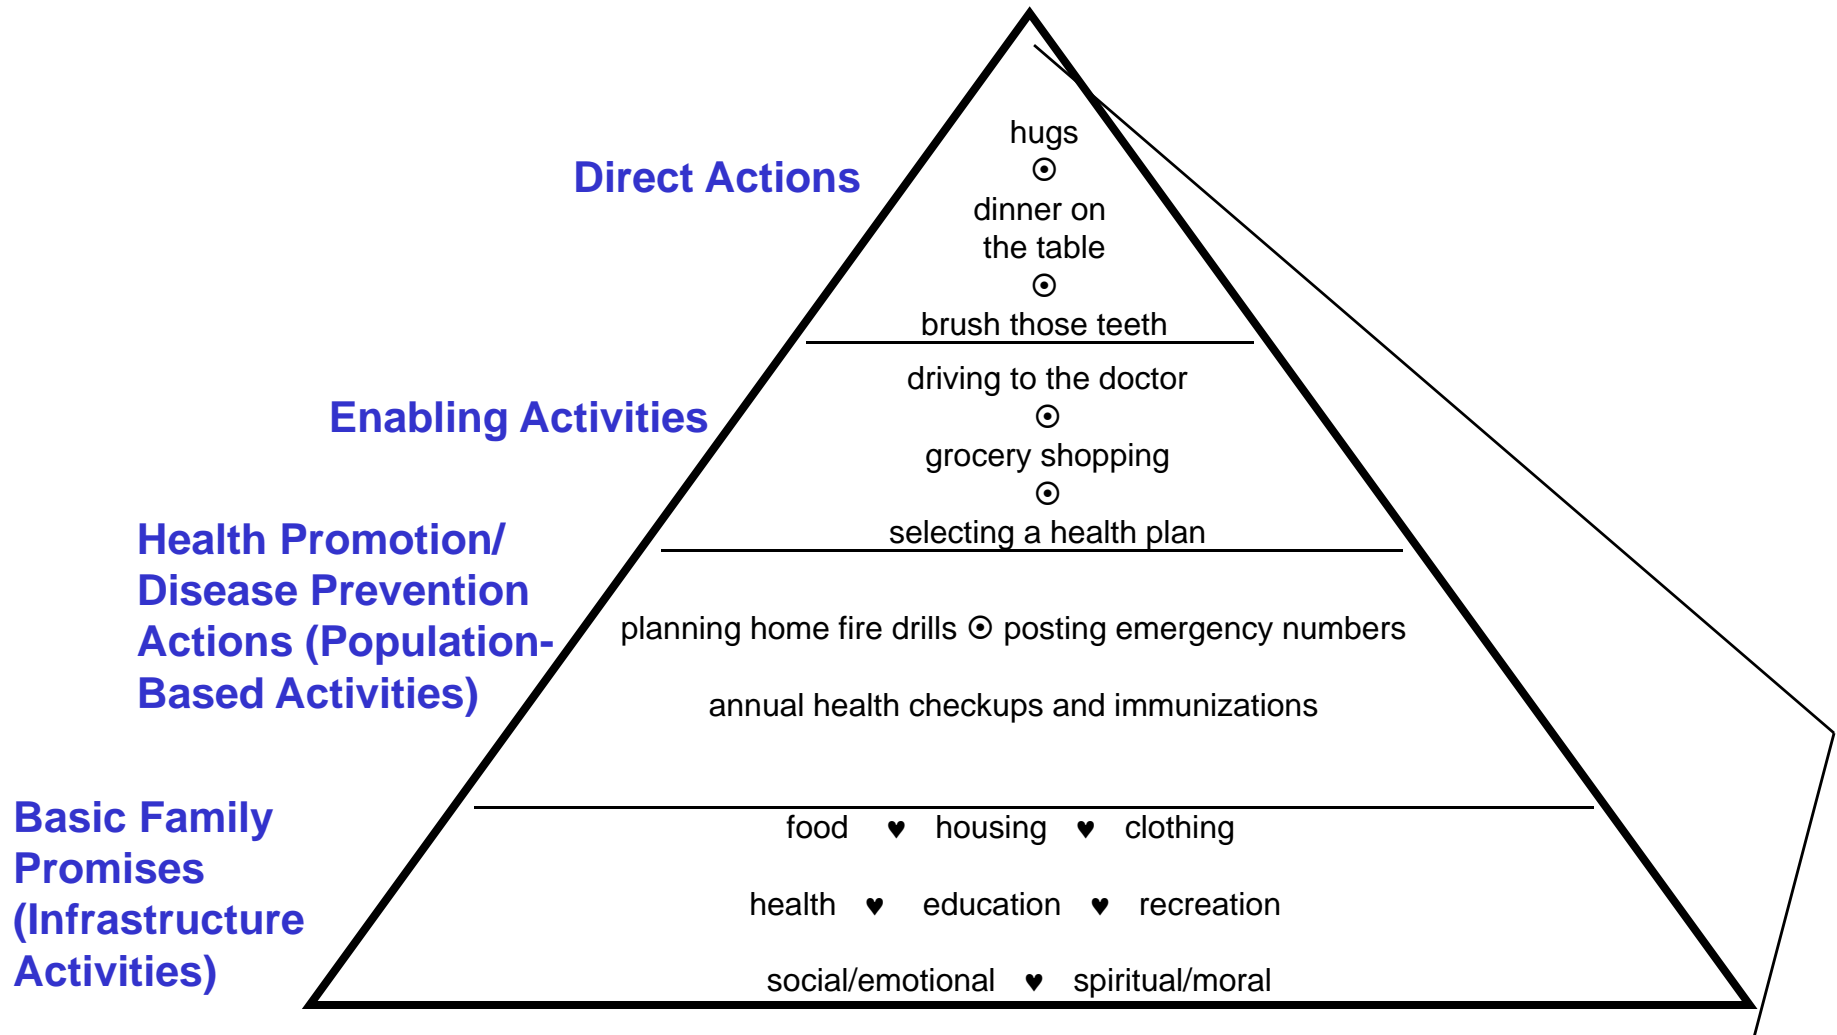 hugs
☉
Direct Actions
dinner on
the table
☉
brush those teeth
driving to the doctor
☉
Enabling Activities
grocery shopping
☉
selecting a health plan
Health Promotion/
Disease Prevention
Actions (Population-
Based Activities)
planning home fire drills ☉ posting emergency numbers
annual health checkups and immunizations
Basic Family
Promises
(Infrastructure
Activities)
food ♥ housing ♥ clothing
health ♥ education ♥ recreation
social/emotional ♥ spiritual/moral